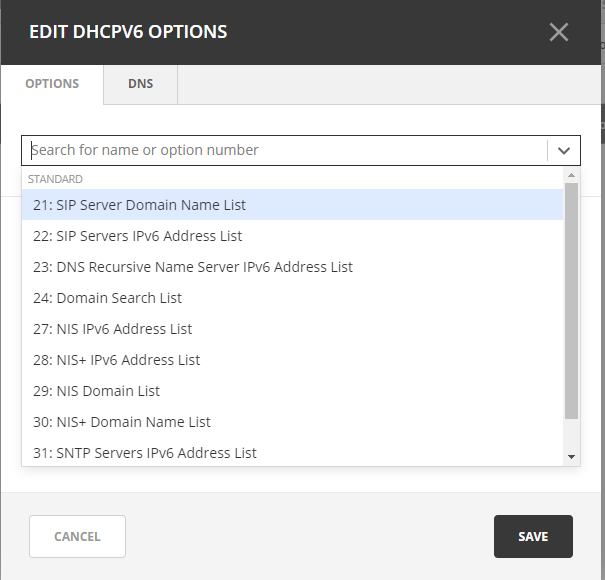 EDIT DHCPV6 OPTIONS
OPTIONS
DNS
Search for name or option number
STANDARD
21: SIP Server Domain Name List
22: SIP Servers IPv6 Address List
23: DNS Recursive Name Server IPv6 Address List
24: Domain Search List
27: NIS IPv6 Address List
28: NIS+ IPv6 Address List
29: NIS Domain List
30: NIS+ Domain Name List
31: SNTP Servers IPv6 Address List
CANCEL
SAVE